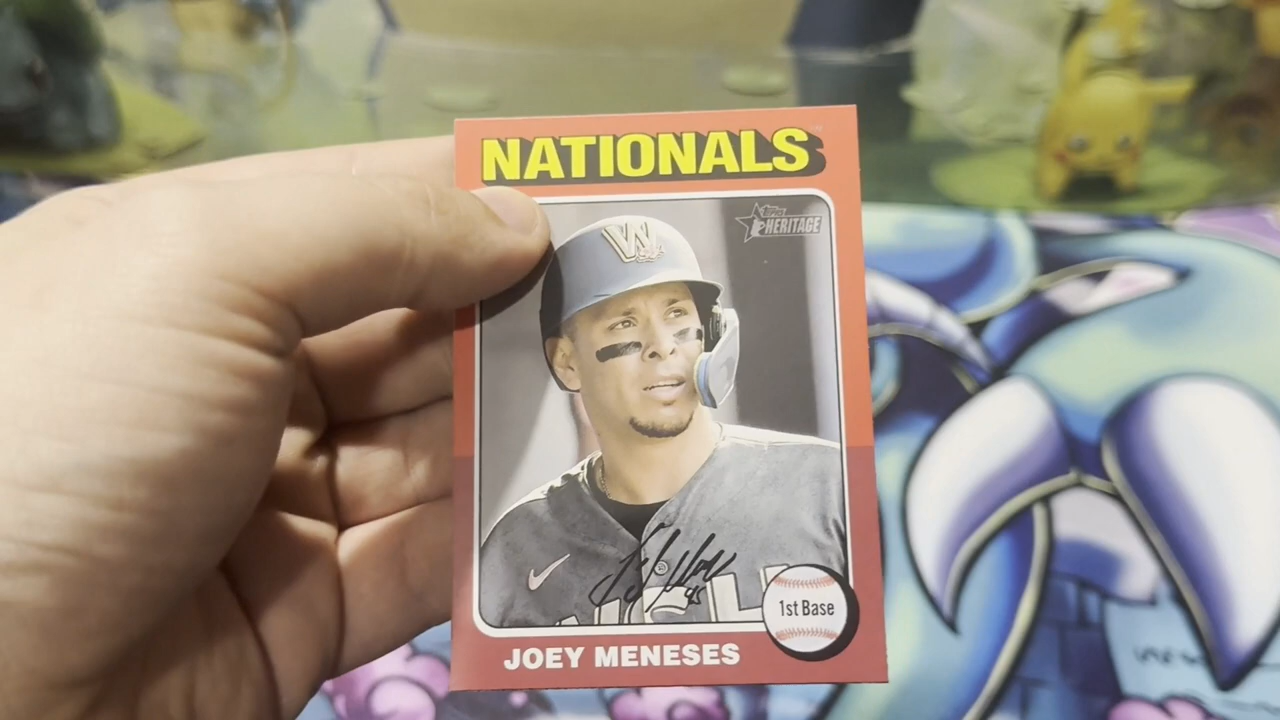 NATIONALS
Topps
HERITAGE
W
1st Base
JOEY MENESES